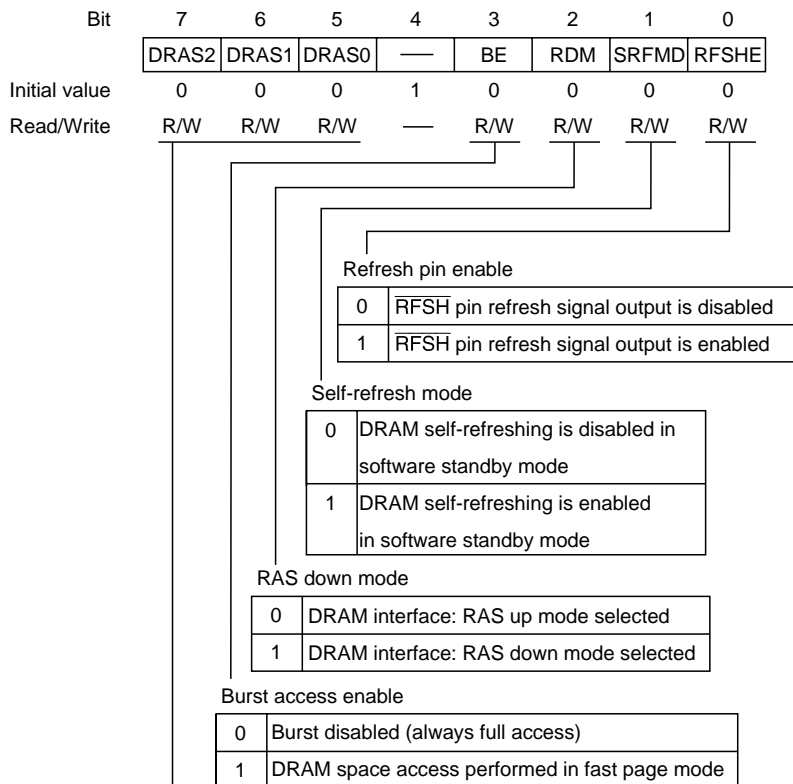 Bit 7 6 5 4 3 2 1 0
DRAS2 DRAS1 DRAS0 — BE RDM SRFMD RFSHE
Initial value 0 0 0 1 0 0 0 0
Read/Write R/W R/W R/W — R/W R/W R/W R/W
Refresh pin enable
0 R̅F̅S̅H̅ pin refresh signal output is disabled
1 R̅F̅S̅H̅ pin refresh signal output is enabled
Self-refresh mode
0 DRAM self-refreshing is disabled in
software standby mode
1 DRAM self-refreshing is enabled
in software standby mode
RAS down mode
0 DRAM interface: RAS up mode selected
1 DRAM interface: RAS down mode selected
Burst access enable
0 Burst disabled (always full access)
1 DRAM space access performed in fast page mode